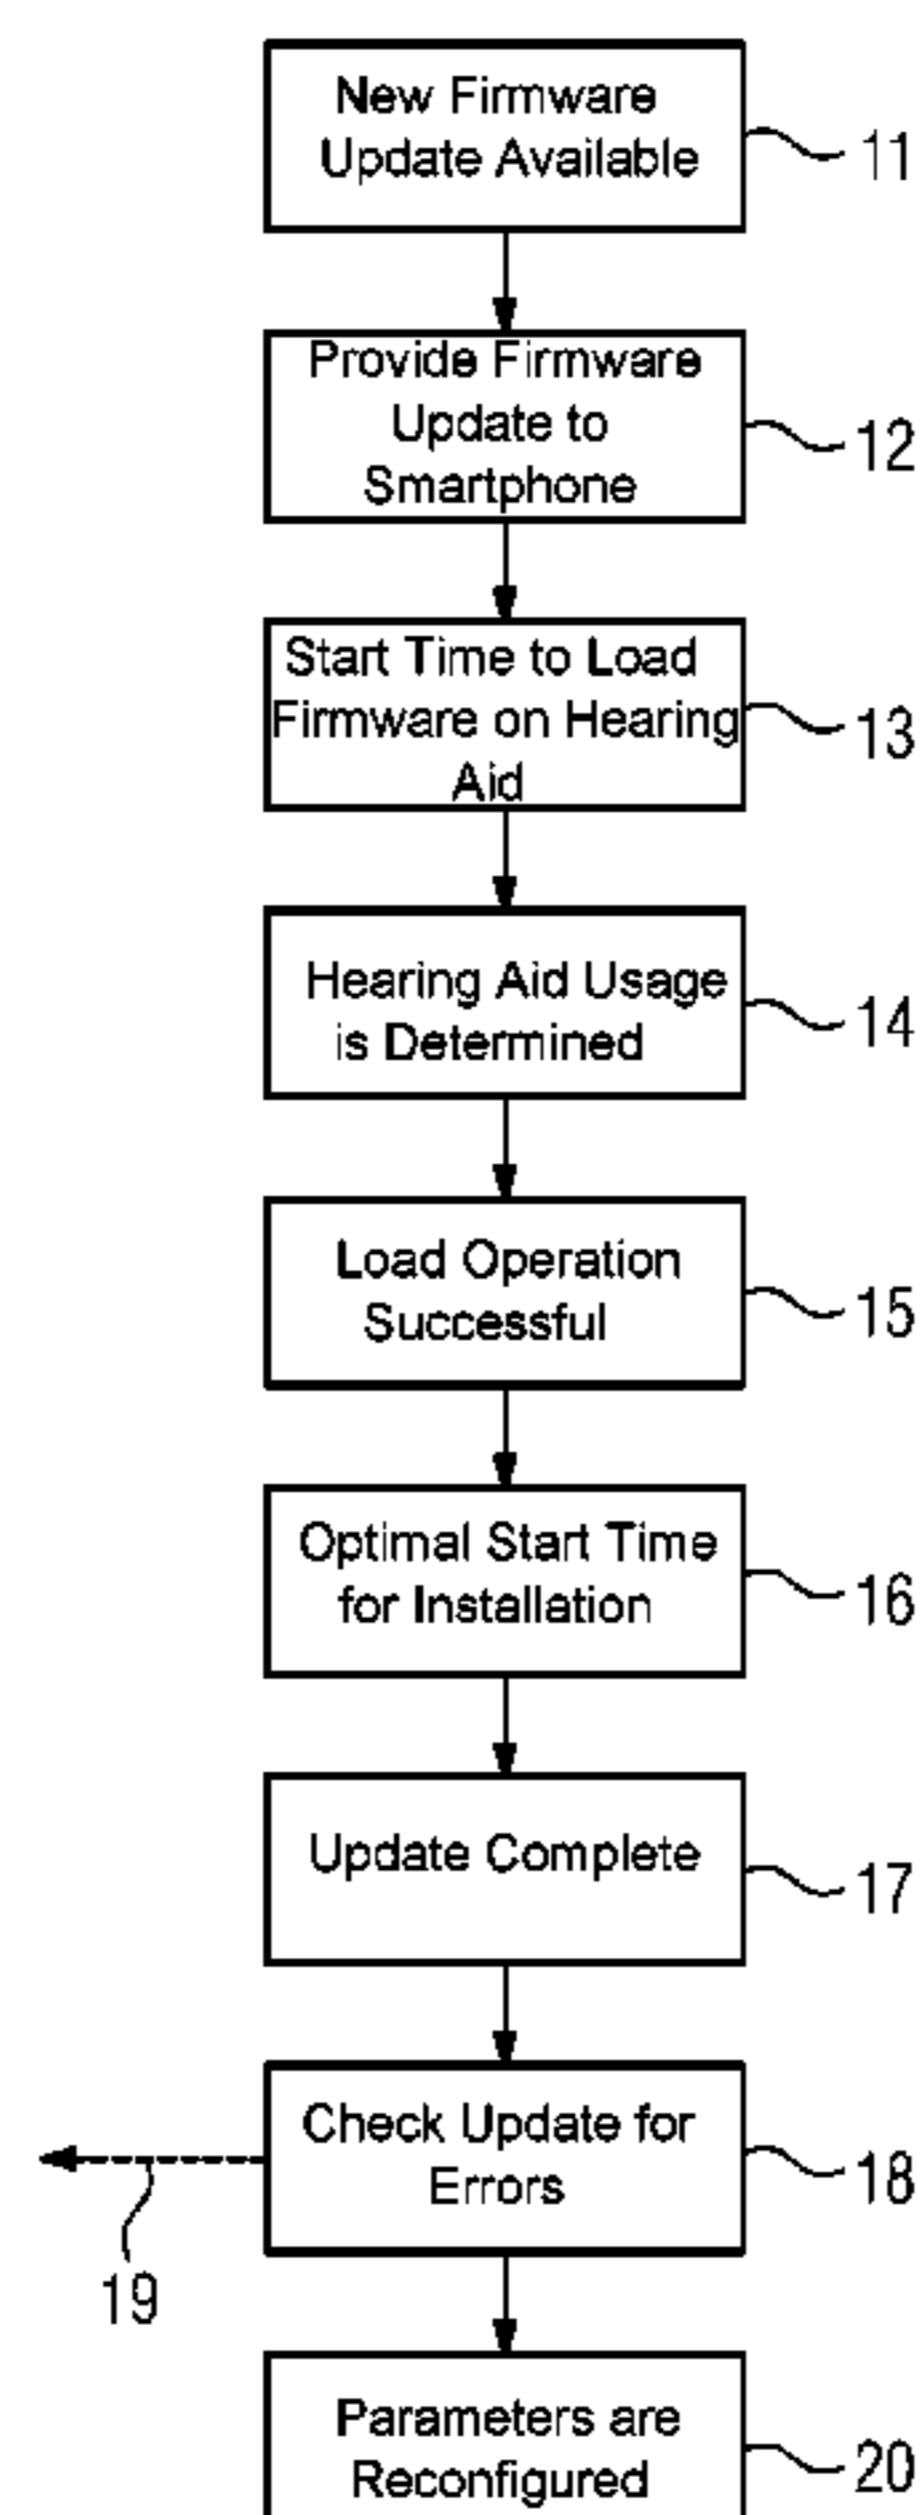 New Firmware
Update Available
11
Provide Firmware
Update to
Smartphone
12
Start Time to Load
Firmware on Hearing
Aid
13
Hearing Aid Usage
is Determined
14
Load Operation
Successful
15
Optimal Start Time
for Installation
16
Update Complete
17
Check Update for
Errors
18
19
Parameters are
Reconfigured
20